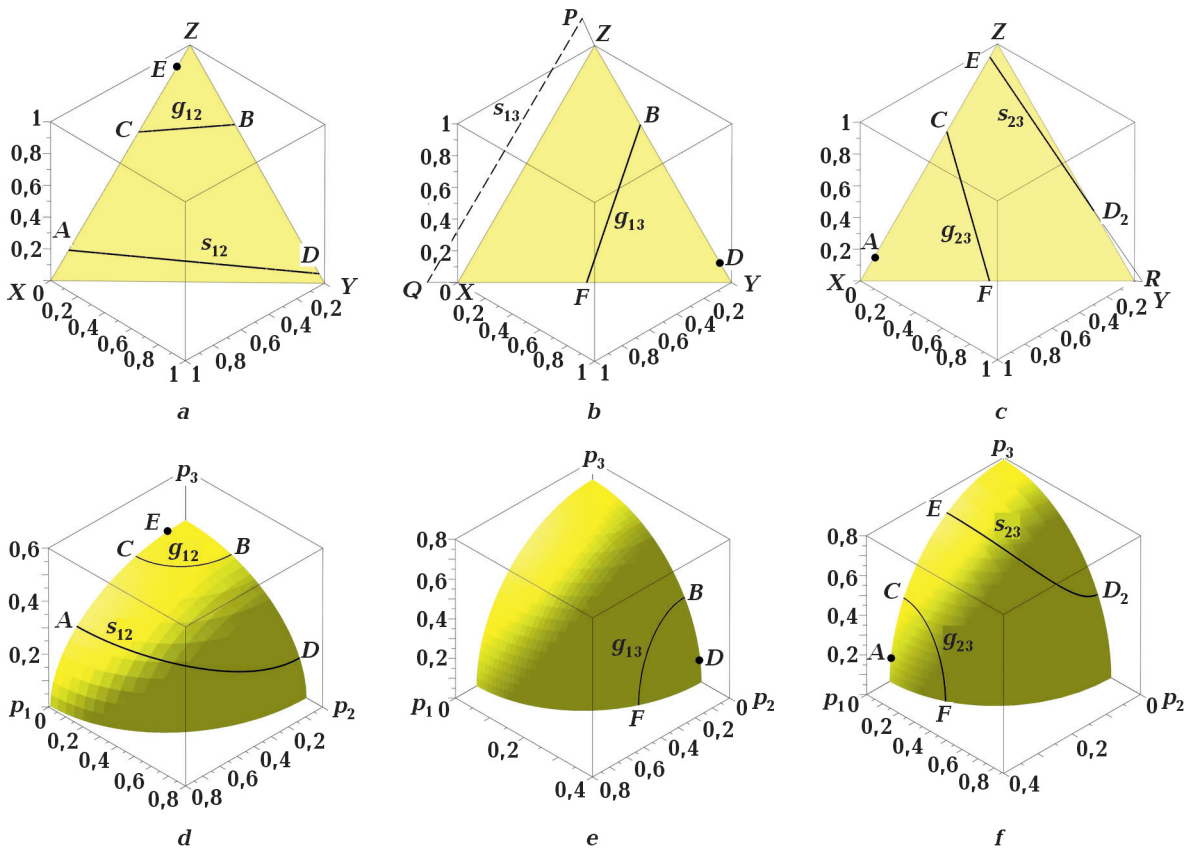 Z
E
g12
C
B
1
0,8
0,6
0,4
0,2
A
s12
D
X 0
Y
0,2
0,4
0,6
0,8
1 1
0,8
0,6
0,4
0,2
a
P
Z
s13
B
1
0,8
0,6
0,4
0,2
g13
D
Q 0 X
F
Y
0,2
0,4
0,6
0,8
1 1
0,8
0,6
0,4
0,2
b
Z
E
s23
C
1
0,8
0,6
0,4
0,2
D2
g23
A
X 0
F
R
Y
0,2
0,4
0,6
0,8
1 1
0,8
0,6
0,4
0,2
c
p3
E
C
g12
B
0,6
0,4
0,2
A
s12
D
p1 0
p2
0,2
0,4
0,6
0,8
0,8
0,6
0,4
0,2
d
p3
0,8
0,6
0,4
0,2
B
g13
D
p1 0
F
0 p2
0,2
0,4
0,8
0,6
0,4
0,2
e
p3
E
s23
0,8
0,6
0,4
0,2
C
D2
g23
A
p1 0
F
0 p2
0,2
0,4
0,6
0,8
0,4
0,2
f